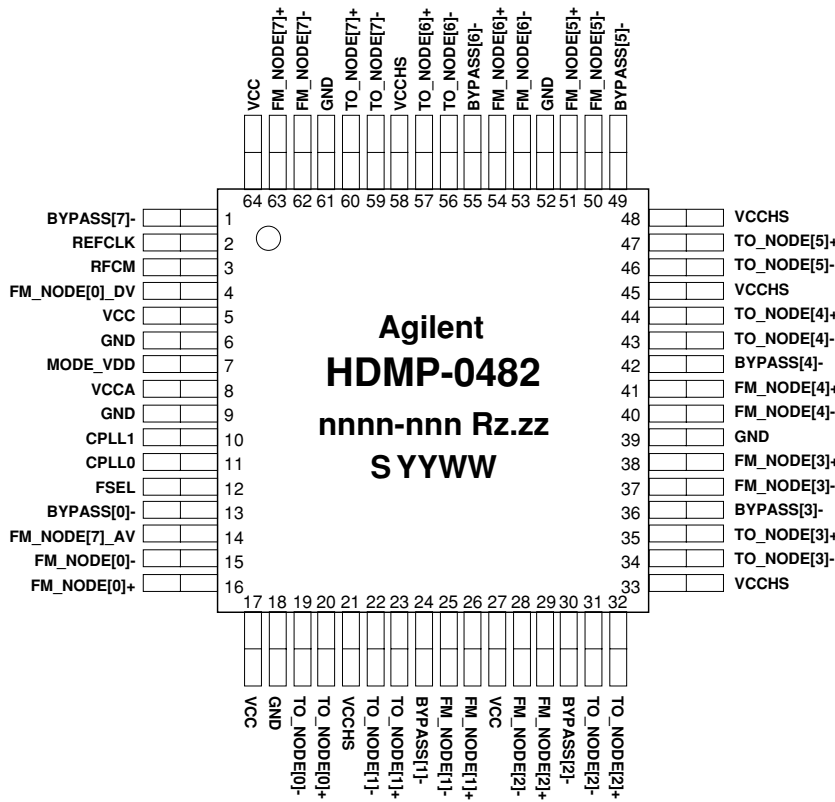 VCC
FM_NODE[7]+
FM_NODE[7]-
GND
TO_NODE[7]+
TO_NODE[7]-
VCCHS
TO_NODE[6]+
TO_NODE[6]-
BYPASS[6]-
FM_NODE[6]+
FM_NODE[6]-
GND
FM_NODE[5]+
FM_NODE[5]-
BYPASS[5]-
64 63 62 61 60 59 58 57 56 55 54 53 52 51 50 49
BYPASS[7]- 1
REFCLK 2
RFCM 3
FM_NODE[0]_DV 4
VCC 5
GND 6
MODE_VDD 7
VCCA 8
GND 9
CPLL1 10
CPLL0 11
FSEL 12
BYPASS[0]- 13
FM_NODE[7]_AV 14
FM_NODE[0]- 15
FM_NODE[0]+ 16
Agilent
HDMP-0482
nnnn-nnn Rz.zz
S YYWW
48 VCCHS
47 TO_NODE[5]+
46 TO_NODE[5]-
45 VCCHS
44 TO_NODE[4]+
43 TO_NODE[4]-
42 BYPASS[4]-
41 FM_NODE[4]+
40 FM_NODE[4]-
39 GND
38 FM_NODE[3]+
37 FM_NODE[3]-
36 BYPASS[3]-
35 TO_NODE[3]+
34 TO_NODE[3]-
33 VCCHS
17 18 19 20 21 22 23 24 25 26 27 28 29 30 31 32
VCC
GND
TO_NODE[0]-
TO_NODE[0]+
VCCHS
TO_NODE[1]-
TO_NODE[1]+
BYPASS[1]-
FM_NODE[1]-
FM_NODE[1]+
VCC
FM_NODE[2]-
FM_NODE[2]+
BYPASS[2]-
TO_NODE[2]-
TO_NODE[2]+